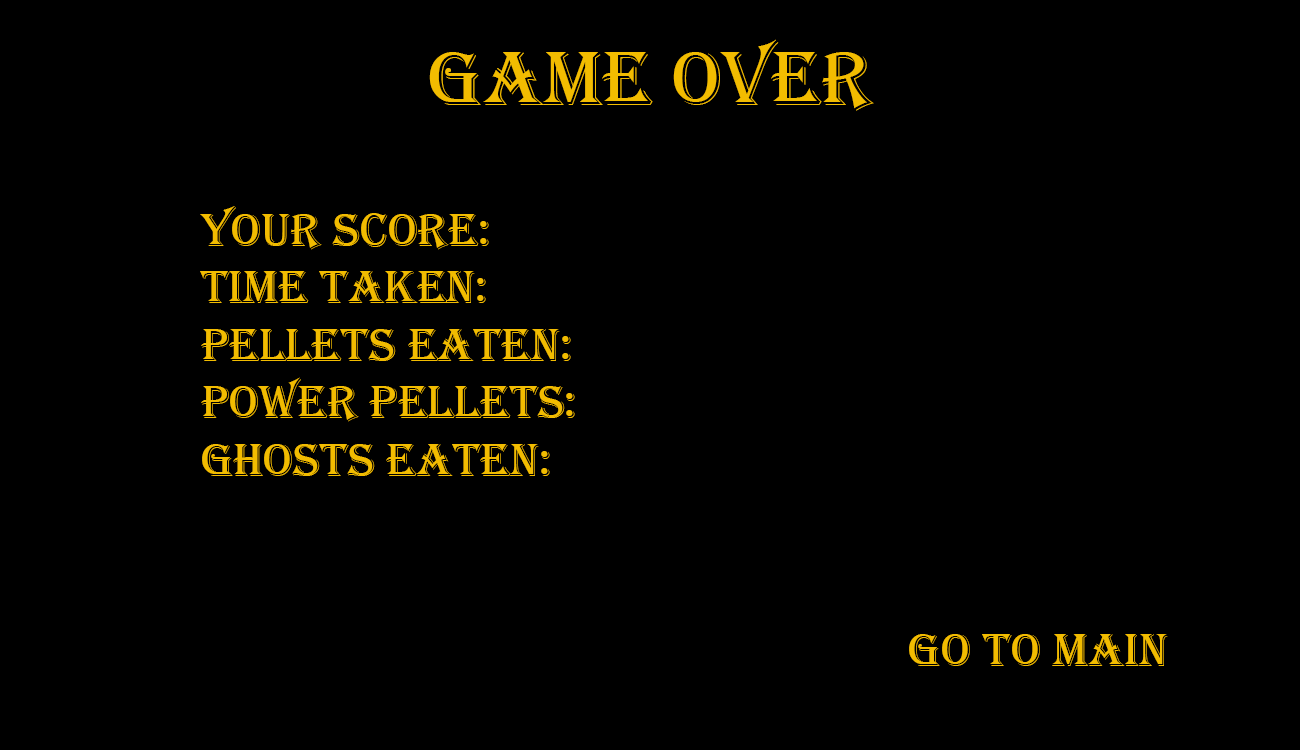 GAME OVER
YOUR SCORE:
TIME TAKEN:
PELLETS EATEN:
POWER PELLETS:
GHOSTS EATEN:
GO TO MAIN